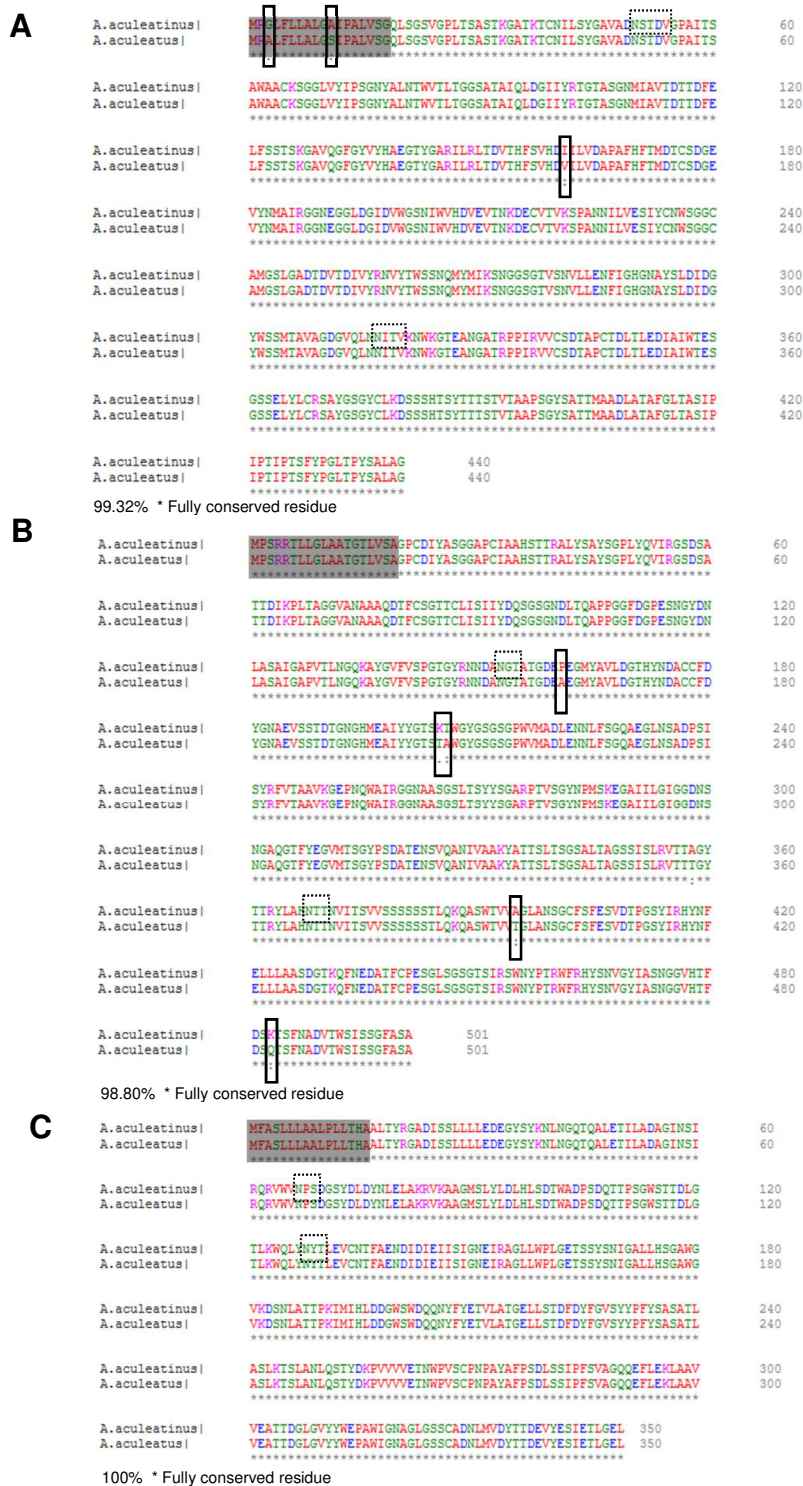 A
A.aculeatinus| MRGLFLLALGAIPALVSGQLSGSVGPLTSASTKGATKTCNILSYGAVADNSTDVGPAITS 60
A.aculeatus| MRALFLLALGSIPALVSGQLSGSVGPLTSASTKGATKTCNILSYGAVADNSTDVGPAITS 60
**:*******:*************************************************
A.aculeatinus| AWAACKSGGLVYIPSGNYALNTWVTLTGGSATAIQLDGIIYRTGTASGNMIAVTDTTDFE 120
A.aculeatus| AWAACKSGGLVYIPSGNYALNTWVTLTGGSATAIQLDGIIYRTGTASGNMIAVTDTTDFE 120
************************************************************
A.aculeatinus| LFSSTSKGAVQGFGYVYHAEGTYGARILRLTDVTHFSVHDIILVDAPAFHFTMDTCSDGE 180
A.aculeatus| LFSSTSKGAVQGFGYVYHAEGTYGARILRLTDVTHFSVHDVILVDAPAFHFTMDTCSDGE 180
****************************************:*******************
A.aculeatinus| VYNMAIRGGNEGGLDGIDVWGSNIWVHDVEVTNKDECVTVKSPANNILVESIYCNWSGGC 240
A.aculeatus| VYNMAIRGGNEGGLDGIDVWGSNIWVHDVEVTNKDECVTVKSPANNILVESIYCNWSGGC 240
************************************************************
A.aculeatinus| AMGSLGADTDVTDIVYRNVYTWSSNQMYMIKSNGGSGTVSNVLLENFIGHGNAYSLDIDG 300
A.aculeatus| AMGSLGADTDVTDIVYRNVYTWSSNQMYMIKSNGGSGTVSNVLLENFIGHGNAYSLDIDG 300
************************************************************
A.aculeatinus| YWSSMTAVAGDGVQLNNITVKNWKGTEANGATRPPIRVVCSDTAPCTDLTLEDIAIWTES 360
A.aculeatus| YWSSMTAVAGDGVQLNNITVKNWKGTEANGATRPPIRVVCSDTAPCTDLTLEDIAIWTES 360
************************************************************
A.aculeatinus| GSSELYLCRSAYGSGYCLKDSSSHTSYTTTSTVTAAPSGYSATTMAADLATAFGLTASIP 420
A.aculeatus| GSSELYLCRSAYGSGYCLKDSSSHTSYTTTSTVTAAPSGYSATTMAADLATAFGLTASIP 420
************************************************************
A.aculeatinus| IPTIPTSFYPGLTPYSALAG 440
A.aculeatus| IPTIPTSFYPGLTPYSALAG 440
********************
99.32% * Fully conserved residue
B
A.aculeatinus| MPSRRTLLGLAATGTLVSAGPCDIYASGGAPCIAAHSTTRALYSAYSGPLYQVIRGSDSA 60
A.aculeatus| MPSRRTLLGLAATGTLVSAGPCDIYASGGAPCIAAHSTTRALYSAYSGPLYQVIRGSDSA 60
************************************************************
A.aculeatinus| TTDIKPLTAGGVANAAAQDTFCSGTTCLISIIYDQSGSGNDLTQAPPGGFDGPESNGYDN 120
A.aculeatus| TTDIKPLTAGGVANAAAQDTFCSGTTCLISIIYDQSGSGNDLTQAPPGGFDGPESNGYDN 120
************************************************************
A.aculeatinus| LASAIGAPVTLNGQKAYGVFVSPGTGYRNNDANGTATGDEPEGMYAVLDGTHYNDACCFD 180
A.aculeatus| LASAIGAPVTLNGQKAYGVFVSPGTGYRNNDANGTATGDEAEGMYAVLDGTHYNDACCFD 180
****************************************.*******************
A.aculeatinus| YGNAEVSSTDTGNGHMEAIYYGTSKTWGYGSGSGPWVMADLENNLFSGQAEGLNSADPSI 240
A.aculeatus| YGNAEVSSTDTGNGHMEAIYYGTSTAWGYGSGSGPWVMADLENNLFSGQAEGLNSADPSI 240
************************.:**********************************
A.aculeatinus| SYRFVTAAVKGEPNQWAIRGGNAASGSLTSYYSGARPTVSGYNPMSKEGAIILGIGGDNS 300
A.aculeatus| SYRFVTAAVKGEPNQWAIRGGNAASGSLTSYYSGARPTVSGYNPMSKEGAIILGIGGDNS 300
************************************************************
A.aculeatinus| NGAQGTFYEGVMTSGYPSDATENSVQANIVAAKYATTSLTSGSALTAGSSISLRVTTAGY 360
A.aculeatus| NGAQGTFYEGVMTSGYPSDATENSVQANIVAAKYATTSLTSGSALTAGSSISLRVTTTGY 360
*********************************************************:**
A.aculeatinus| TTRYLAHNTTNVITSVVSSSSSSTLQKQASWTVVAGLANSGCFSFESVDTPGSYIRHYNF 420
A.aculeatus| TTRYLAHNTTNVITSVVSSSSSSTLQKQASWTVVTGLANSGCFSFESVDTPGSYIRHYNF 420
**********************************:*************************
A.aculeatinus| ELLLAASDGTKQFNEDATFCPESGLSGSGTSIRSWNYPTRWFRHYSNVGYIASNGGVHTF 480
A.aculeatus| ELLLAASDGTKQFNEDATFCPESGLSGSGTSIRSWNYPTRWFRHYSNVGYIASNGGVHTF 480
************************************************************
A.aculeatinus| DSKTSFNADVTWSISSGFASA 501
A.aculeatus| DSQTSFNADVTWSISSGFASA 501
**:******************
98.80% * Fully conserved residue
C
A.aculeatinus| MFASLLLAALPLLTHAALTYRGADISSLLLLEDEGYSYKNLNGQTQALETILADAGINSI 60
A.aculeatus| MFASLLLAALPLLTHAALTYRGADISSLLLLEDEGYSYKNLNGQTQALETILADAGINSI 60
************************************************************
A.aculeatinus| RQRVWVNPSDGSYDLDYNLELAKRVKAAGMSLYLDLHLSDTWADPSDQTTPSGWSTTDLG 120
A.aculeatus| RQRVWVNPSDGSYDLDYNLELAKRVKAAGMSLYLDLHLSDTWADPSDQTTPSGWSTTDLG 120
************************************************************
A.aculeatinus| TLKWQLYNYTLEVCNTFAENDIDIEIISIGNEIRAGLLWPLGETSSYSNIGALLHSGAWG 180
A.aculeatus| TLKWQLYNYTLEVCNTFAENDIDIEIISIGNEIRAGLLWPLGETSSYSNIGALLHSGAWG 180
************************************************************
A.aculeatinus| VKDSNLATTPKIMIHLDDGWSWDQQNYFYETVLATGELLSTDFDYFGVSYYPFYSASATL 240
A.aculeatus| VKDSNLATTPKIMIHLDDGWSWDQQNYFYETVLATGELLSTDFDYFGVSYYPFYSASATL 240
************************************************************
A.aculeatinus| ASLKTSLANLQSTYDKPVVVVETNWPVSCPNPAYAFPSDLSSIPFSVAGQQEFLEKLAAV 300
A.aculeatus| ASLKTSLANLQSTYDKPVVVVETNWPVSCPNPAYAFPSDLSSIPFSVAGQQEFLEKLAAV 300
************************************************************
A.aculeatinus| VEATTDGLGVYYWEPAWIGNAGLGSSCADNLMVDYTTDEVYESIETLGEL 350
A.aculeatus| VEATTDGLGVYYWEPAWIGNAGLGSSCADNLMVDYTTDEVYESIETLGEL 350
**************************************************
100% * Fully conserved residue